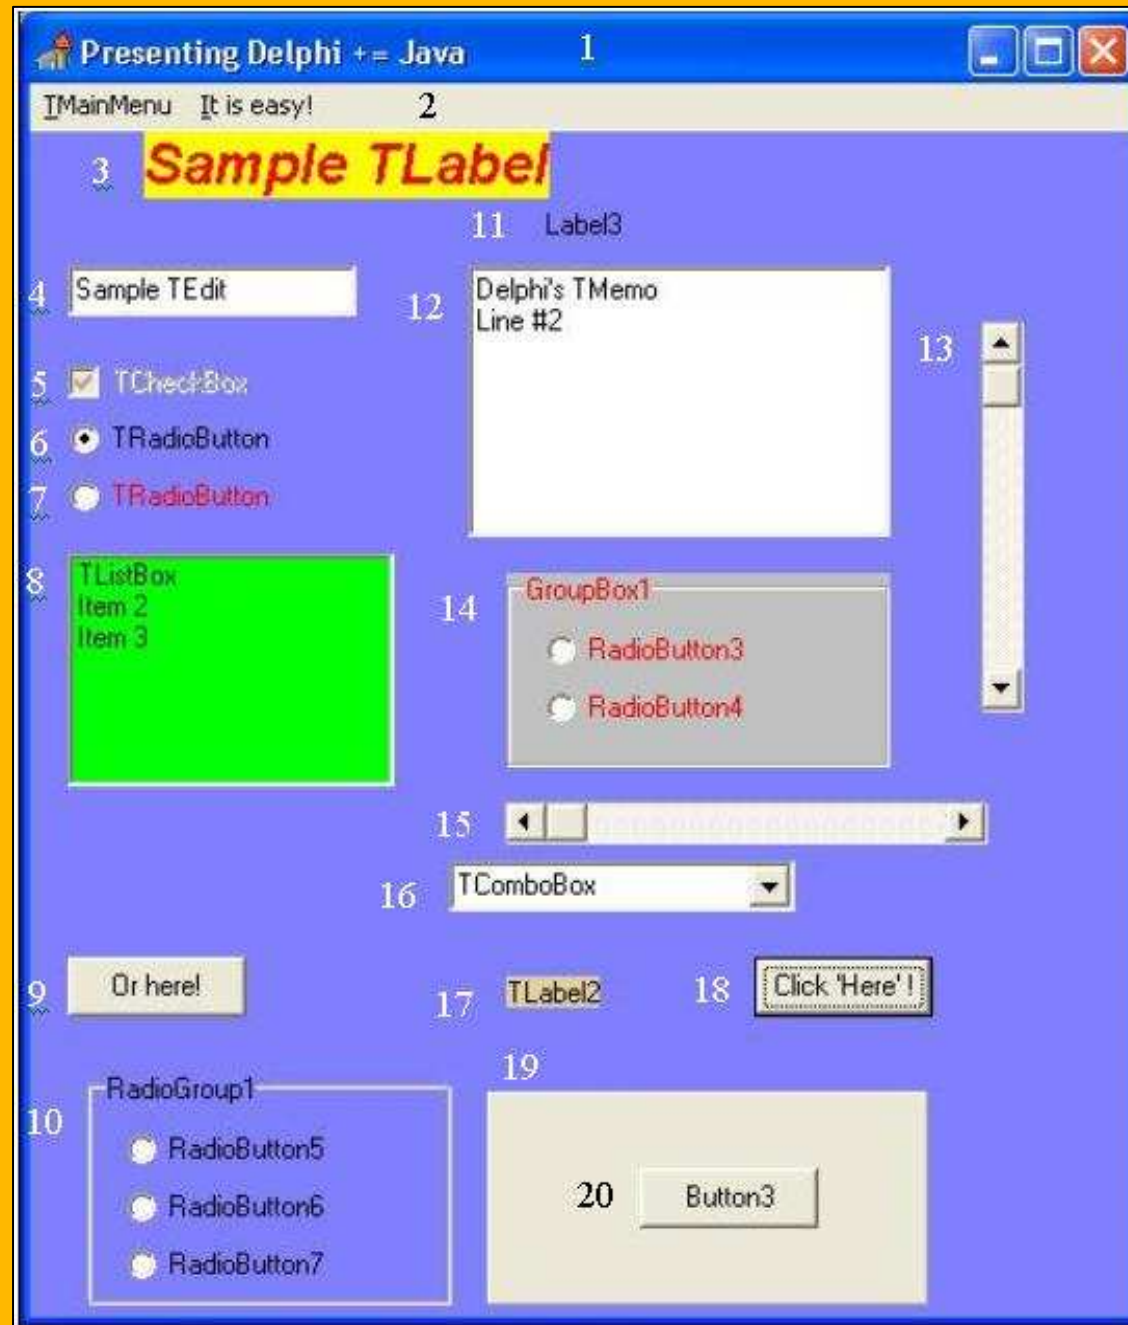 Presenting Delphi += Java 1
TMainMenu It is easy! 2
3 Sample TLabel
11 Label3
4 Sample TEdit
12 Delphi's TMemo
Line #2
13
5 TCheckBox
6 TRadioButton
7 TRadioButton
8 TListBox
Item 2
Item 3
14 GroupBox1
RadioButton3
RadioButton4
15
16 TComboBox
9 Or here!
17 TLabel2
18 Click 'Here' !
10 RadioGroup1
RadioButton5
RadioButton6
RadioButton7
19
20 Button3